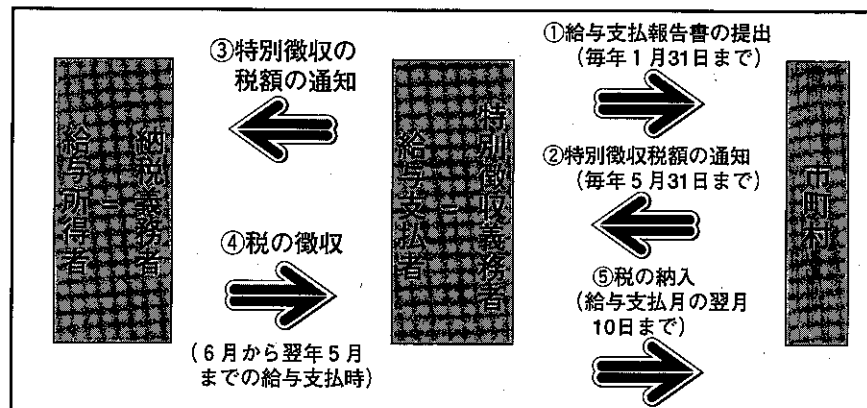 ①給与支払報告書の提出
(毎年1月31日まで)
③特別徴収の
税額の通知
②特別徴収税額の通知
(毎年5月31日まで)
④税の徴収
(6月から翌年5月
までの給与支払時)
⑤税の納入
(給与支払月の翌月
10日まで)
納税義務者
=
給与所得者
特別徴収義務者
=
給与支払者
市町村